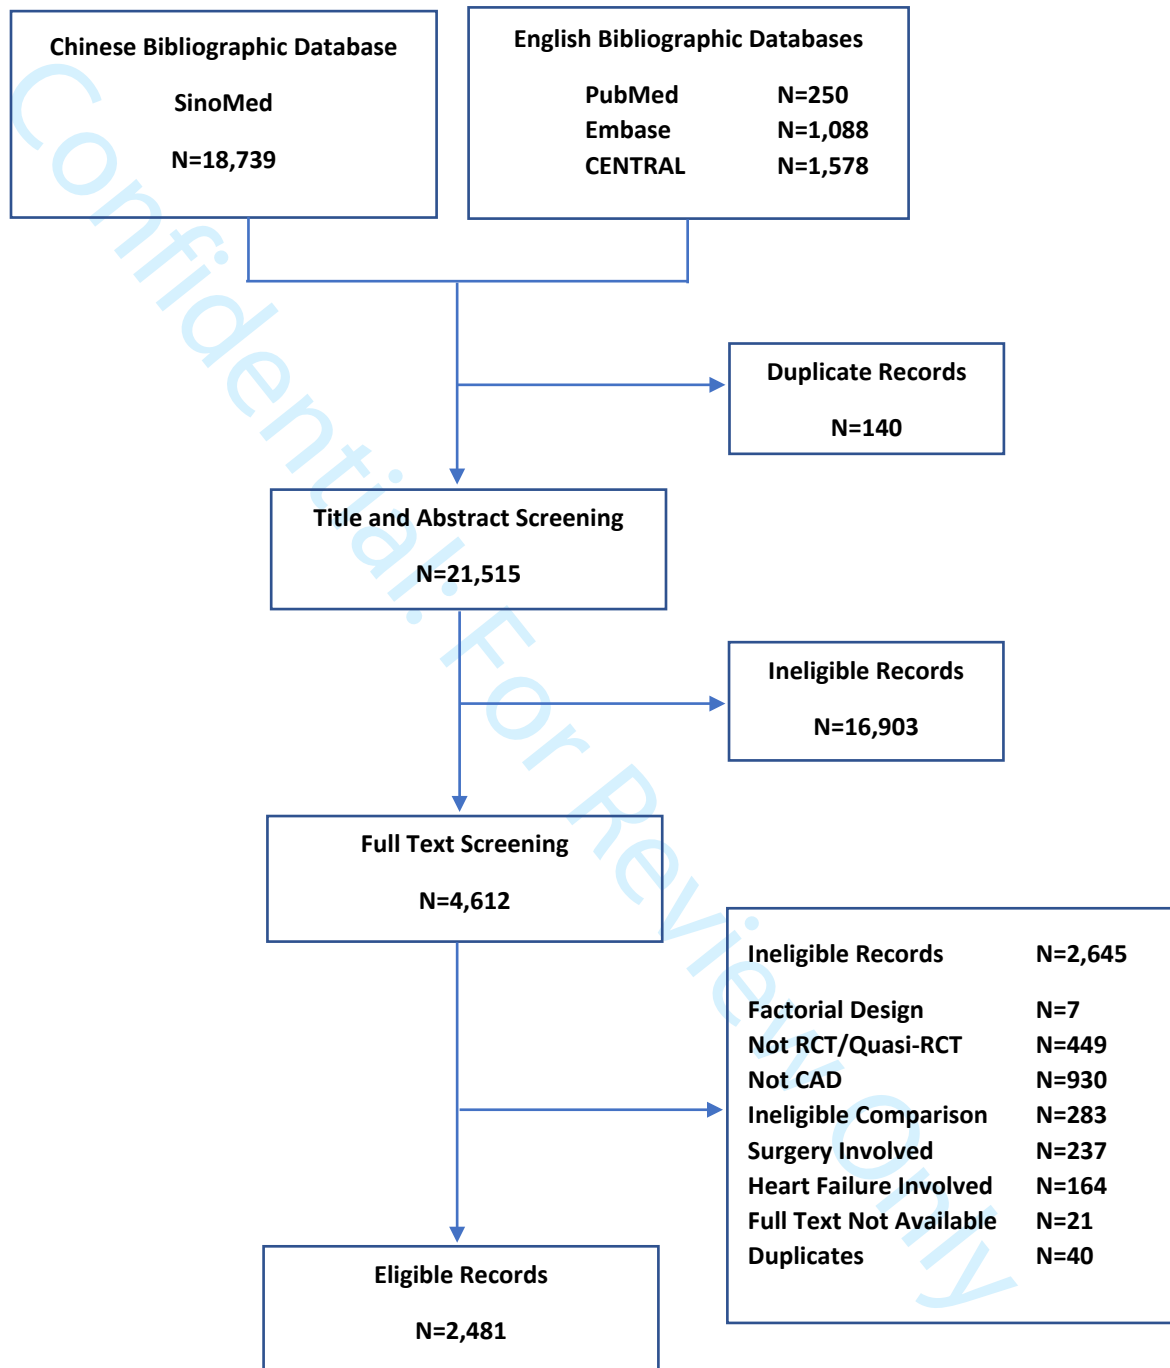 Chinese Bibliographic Database
SinoMed
N=18,739
English Bibliographic Databases
PubMed N=250
Embase N=1,088
CENTRAL N=1,578
Duplicate Records
N=140
Title and Abstract Screening
N=21,515
Ineligible Records
N=16,903
Full Text Screening
N=4,612
Ineligible Records N=2,645
Factorial Design N=7
Not RCT/Quasi-RCT N=449
Not CAD N=930
Ineligible Comparison N=283
Surgery Involved N=237
Heart Failure Involved N=164
Full Text Not Available N=21
Duplicates N=40
Eligible Records
N=2,481
Confidential: For Review Only